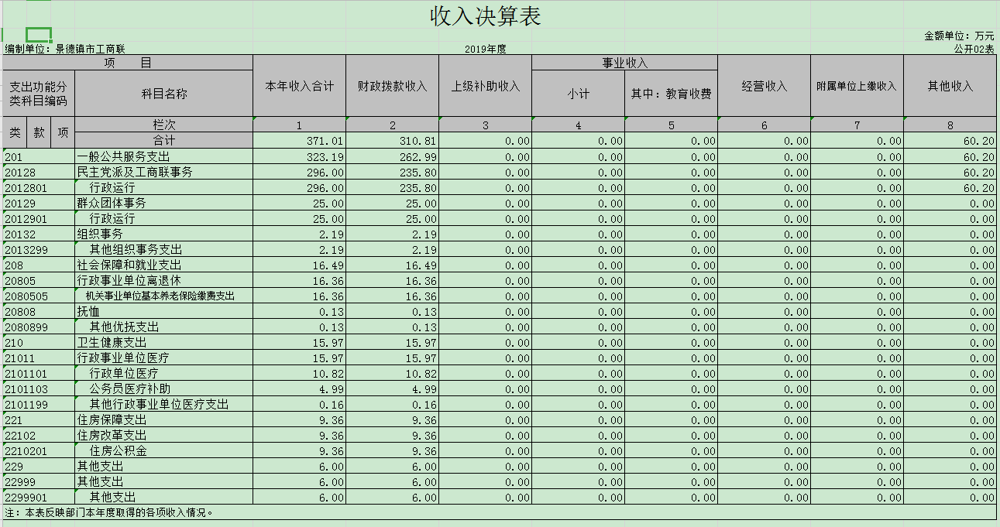 收入决算表
金额单位：万元
编制单位：景德镇市工商联 2019年度 公开02表
项 目 本年收入合计 财政拨款收入 上级补助收入 事业收入 经营收入 附属单位上缴收入 其他收入
支出功能分类科目编码 科目名称 小计 其中：教育收费
类 款 项 栏次 1 2 3 4 5 6 7 8
合计 371.01 310.81 0.00 0.00 0.00 0.00 0.00 60.20
201 一般公共服务支出 323.19 262.99 0.00 0.00 0.00 0.00 0.00 60.20
20128 民主党派及工商联事务 296.00 235.80 0.00 0.00 0.00 0.00 0.00 60.20
2012801 行政运行 296.00 235.80 0.00 0.00 0.00 0.00 0.00 60.20
20129 群众团体事务 25.00 25.00 0.00 0.00 0.00 0.00 0.00 0.00
2012901 行政运行 25.00 25.00 0.00 0.00 0.00 0.00 0.00 0.00
20132 组织事务 2.19 2.19 0.00 0.00 0.00 0.00 0.00 0.00
2013299 其他组织事务支出 2.19 2.19 0.00 0.00 0.00 0.00 0.00 0.00
208 社会保障和就业支出 16.49 16.49 0.00 0.00 0.00 0.00 0.00 0.00
20805 行政事业单位离退休 16.36 16.36 0.00 0.00 0.00 0.00 0.00 0.00
2080505 机关事业单位基本养老保险缴费支出 16.36 16.36 0.00 0.00 0.00 0.00 0.00 0.00
20808 抚恤 0.13 0.13 0.00 0.00 0.00 0.00 0.00 0.00
2080899 其他优抚支出 0.13 0.13 0.00 0.00 0.00 0.00 0.00 0.00
210 卫生健康支出 15.97 15.97 0.00 0.00 0.00 0.00 0.00 0.00
21011 行政事业单位医疗 15.97 15.97 0.00 0.00 0.00 0.00 0.00 0.00
2101101 行政单位医疗 10.82 10.82 0.00 0.00 0.00 0.00 0.00 0.00
2101103 公务员医疗补助 4.99 4.99 0.00 0.00 0.00 0.00 0.00 0.00
2101199 其他行政事业单位医疗支出 0.16 0.16 0.00 0.00 0.00 0.00 0.00 0.00
221 住房保障支出 9.36 9.36 0.00 0.00 0.00 0.00 0.00 0.00
22102 住房改革支出 9.36 9.36 0.00 0.00 0.00 0.00 0.00 0.00
2210201 住房公积金 9.36 9.36 0.00 0.00 0.00 0.00 0.00 0.00
229 其他支出 6.00 6.00 0.00 0.00 0.00 0.00 0.00 0.00
22999 其他支出 6.00 6.00 0.00 0.00 0.00 0.00 0.00 0.00
2299901 其他支出 6.00 6.00 0.00 0.00 0.00 0.00 0.00 0.00
注：本表反映部门本年度取得的各项收入情况。